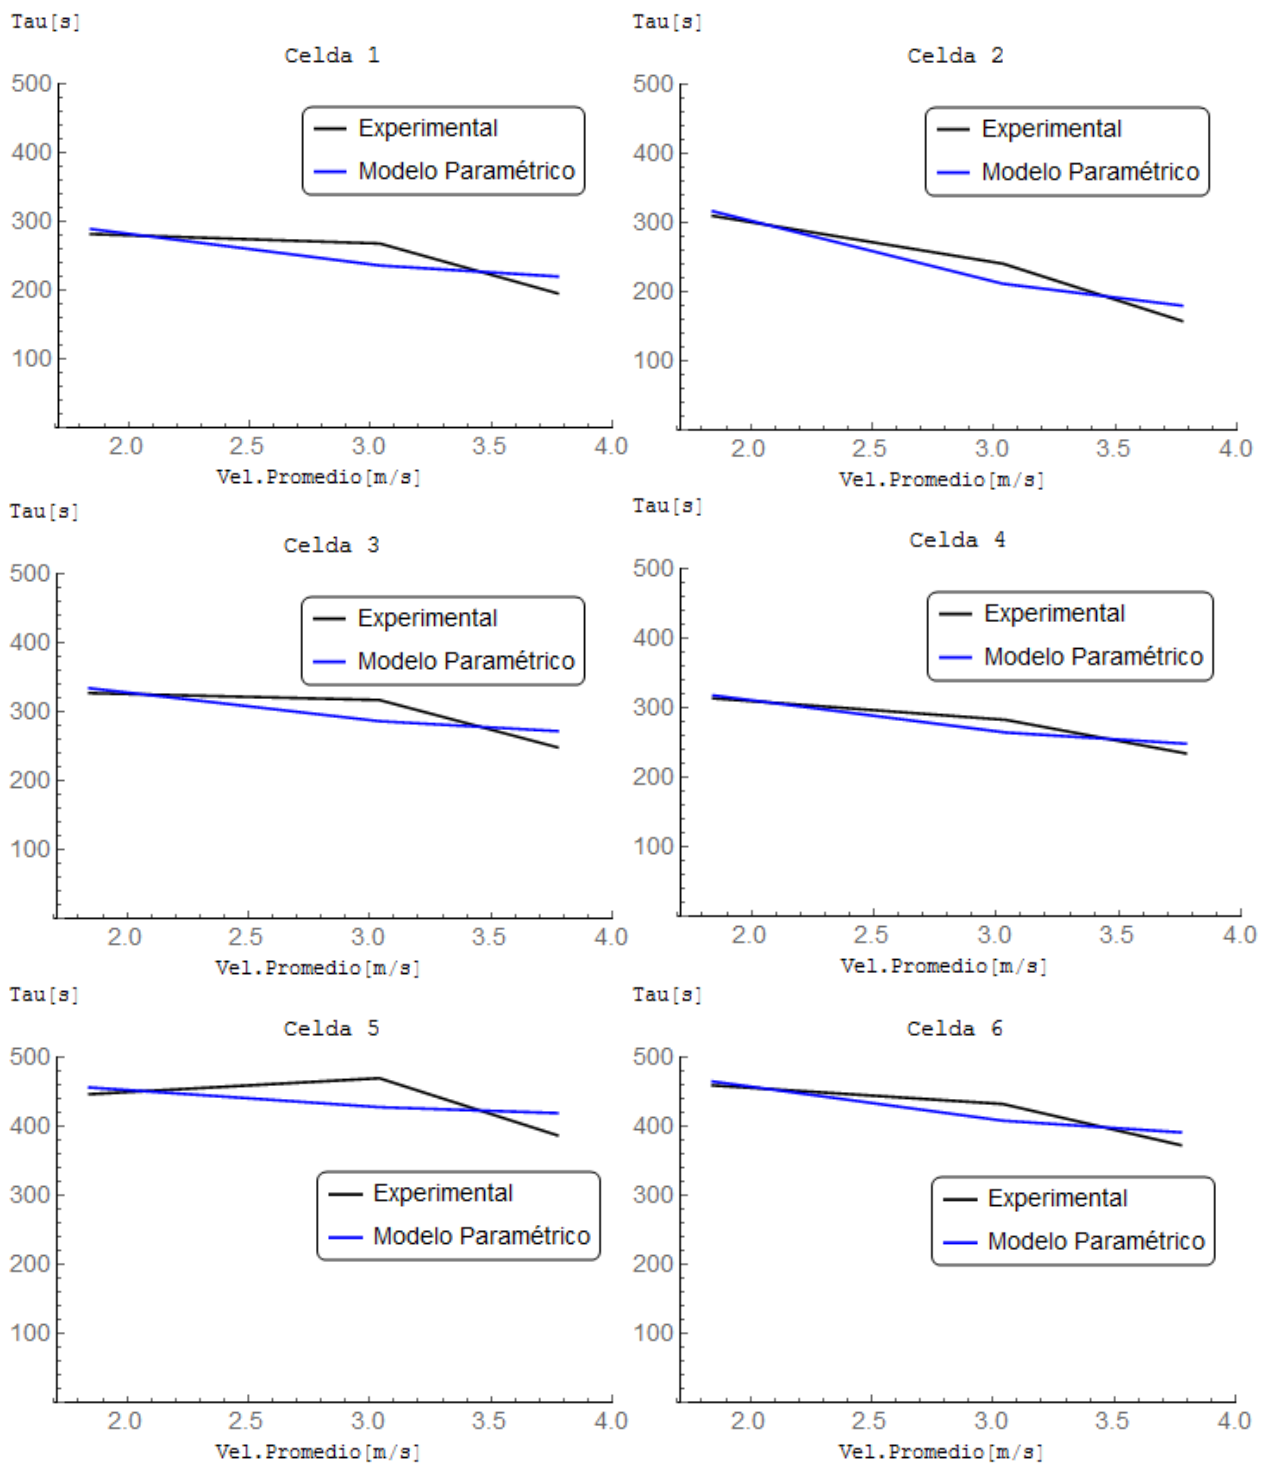 Tau[s]
Celda 1
500
400
300
200
100
Experimental
Modelo Paramétrico
2.0 2.5 3.0 3.5 4.0
Vel.Promedio[m/s]
Tau[s]
Celda 2
500
400
300
200
100
Experimental
Modelo Paramétrico
2.0 2.5 3.0 3.5 4.0
Vel.Promedio[m/s]
Tau[s]
Celda 3
500
400
300
200
100
Experimental
Modelo Paramétrico
2.0 2.5 3.0 3.5 4.0
Vel.Promedio[m/s]
Tau[s]
Celda 4
500
400
300
200
100
Experimental
Modelo Paramétrico
2.0 2.5 3.0 3.5 4.0
Vel.Promedio[m/s]
Tau[s]
Celda 5
500
400
300
200
100
Experimental
Modelo Paramétrico
2.0 2.5 3.0 3.5 4.0
Vel.Promedio[m/s]
Tau[s]
Celda 6
500
400
300
200
100
Experimental
Modelo Paramétrico
2.0 2.5 3.0 3.5 4.0
Vel.Promedio[m/s]